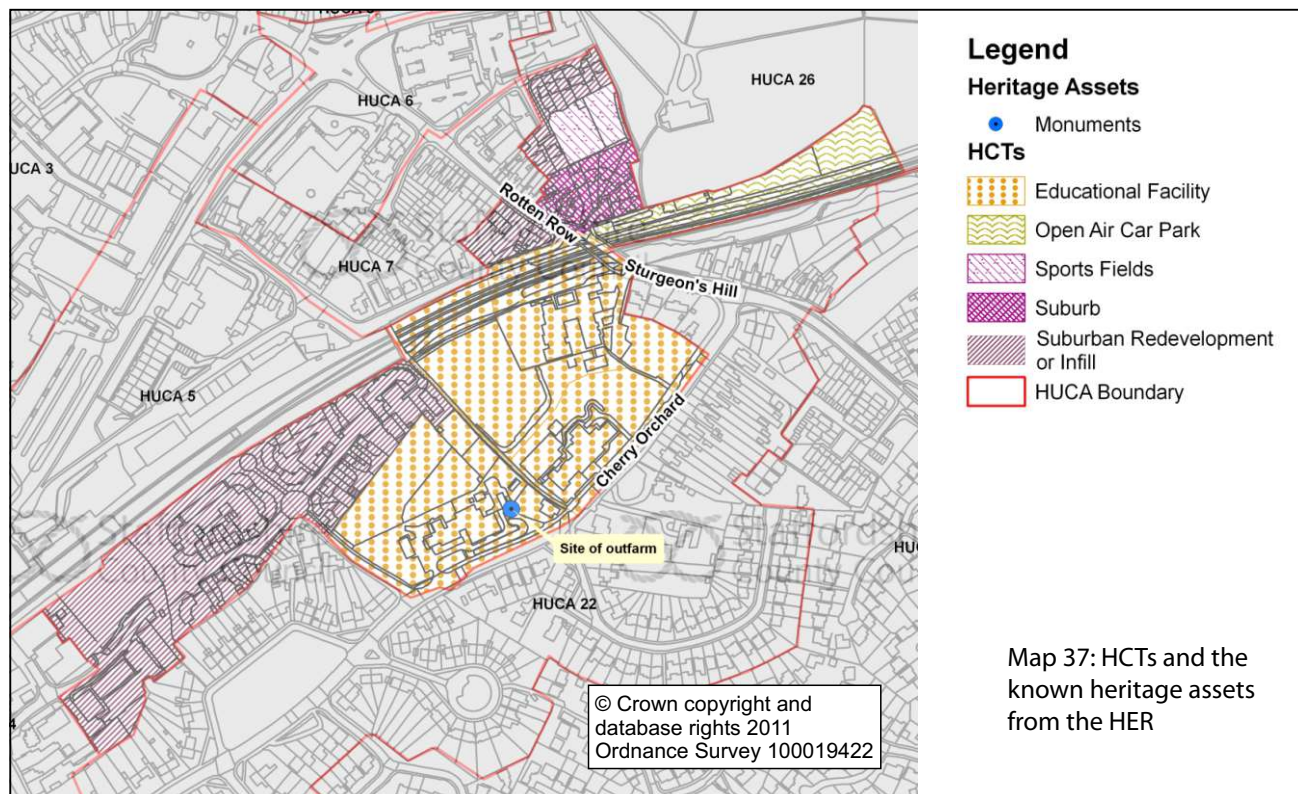 HUCA 26
HUCA 6
HUCA 3
Rotten Row
HUCA 7
Sturgeon's Hill
HUCA 5
Cherry Orchard
Site of outfarm
HUCA 22
© Crown copyright and
database rights 2011
Ordnance Survey 100019422
Legend
Heritage Assets
Monuments
HCTs
Educational Facility
Open Air Car Park
Sports Fields
Suburb
Suburban Redevelopment
or Infill
HUCA Boundary
Map 37: HCTs and the
known heritage assets
from the HER